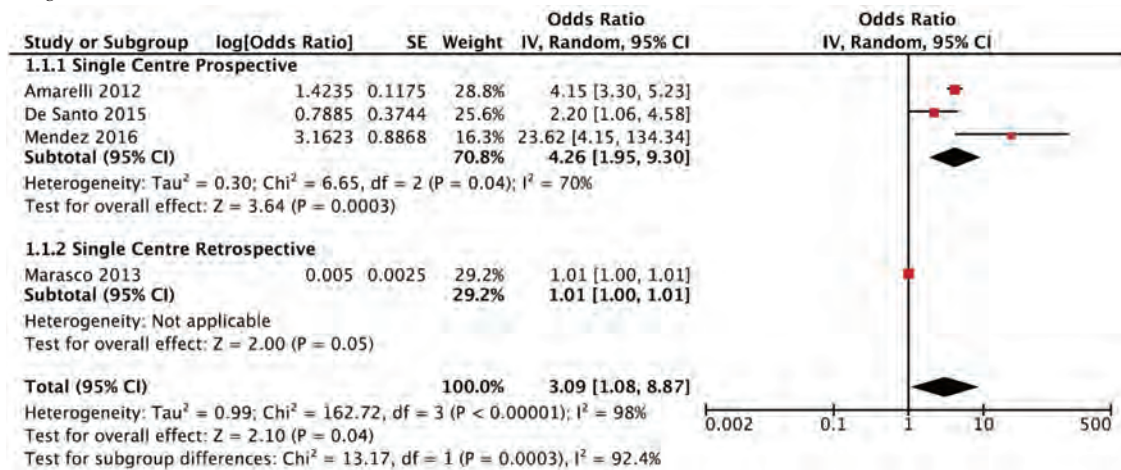 Odds Ratio Odds Ratio
Study or Subgroup log[Odds Ratio] SE Weight IV, Random, 95% CI IV, Random, 95% CI
1.1.1 Single Centre Prospective
Amarelli 2012 1.4235 0.1175 28.8% 4.15 [3.30, 5.23]
De Santo 2015 0.7885 0.3744 25.6% 2.20 [1.06, 4.58]
Mendez 2016 3.1623 0.8868 16.3% 23.62 [4.15, 134.34]
Subtotal (95% CI) 70.8% 4.26 [1.95, 9.30]
Heterogeneity: Tau² = 0.30; Chi² = 6.65, df = 2 (P = 0.04); I² = 70%
Test for overall effect: Z = 3.64 (P = 0.0003)
1.1.2 Single Centre Retrospective
Marasco 2013 0.005 0.0025 29.2% 1.01 [1.00, 1.01]
Subtotal (95% CI) 29.2% 1.01 [1.00, 1.01]
Heterogeneity: Not applicable
Test for overall effect: Z = 2.00 (P = 0.05)
Total (95% CI) 100.0% 3.09 [1.08, 8.87]
Heterogeneity: Tau² = 0.99; Chi² = 162.72, df = 3 (P < 0.00001); I² = 98%
0.002 0.1 1 10 500
Test for overall effect: Z = 2.10 (P = 0.04)
Test for subgroup differences: Chi² = 13.17, df = 1 (P = 0.0003), I² = 92.4%